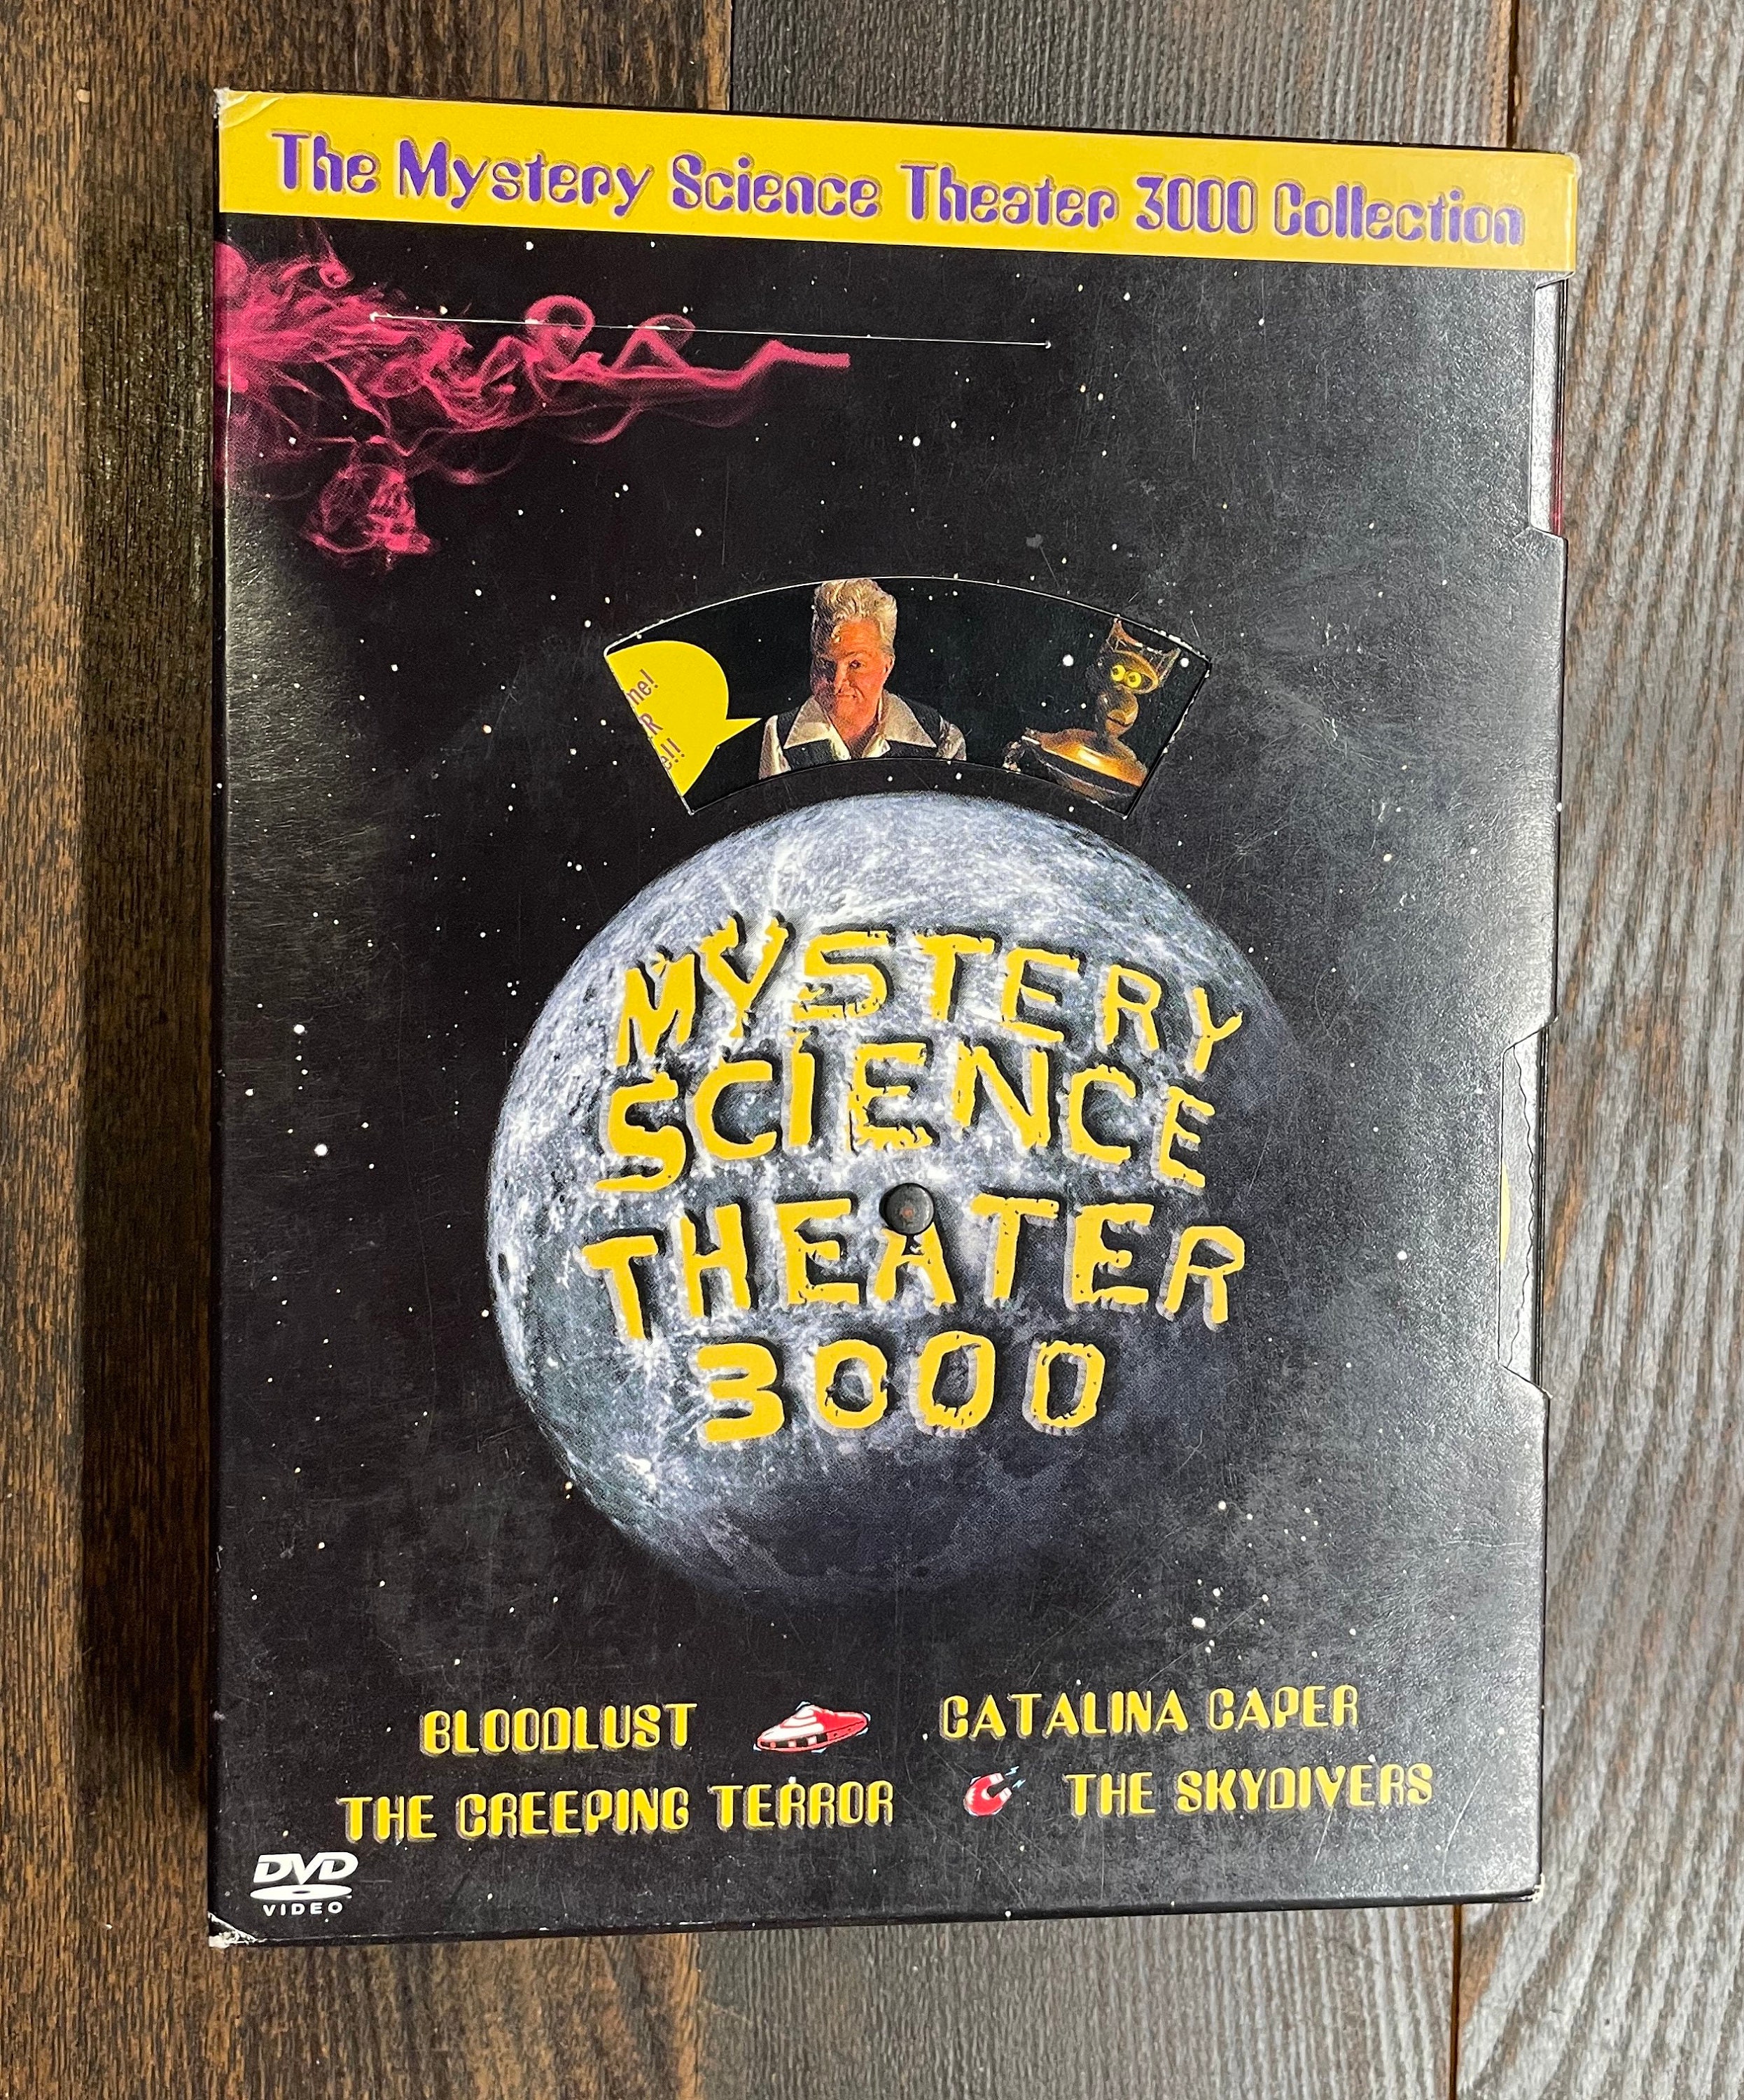 The Mystery Science Theater 3000 Collection
MYSTERY
SCIENCE
THEATER
3000
BLOODLUST
CATALINA CAPER
THE CREEPING TERROR
THE SKYDIVERS
DVD
VIDEO